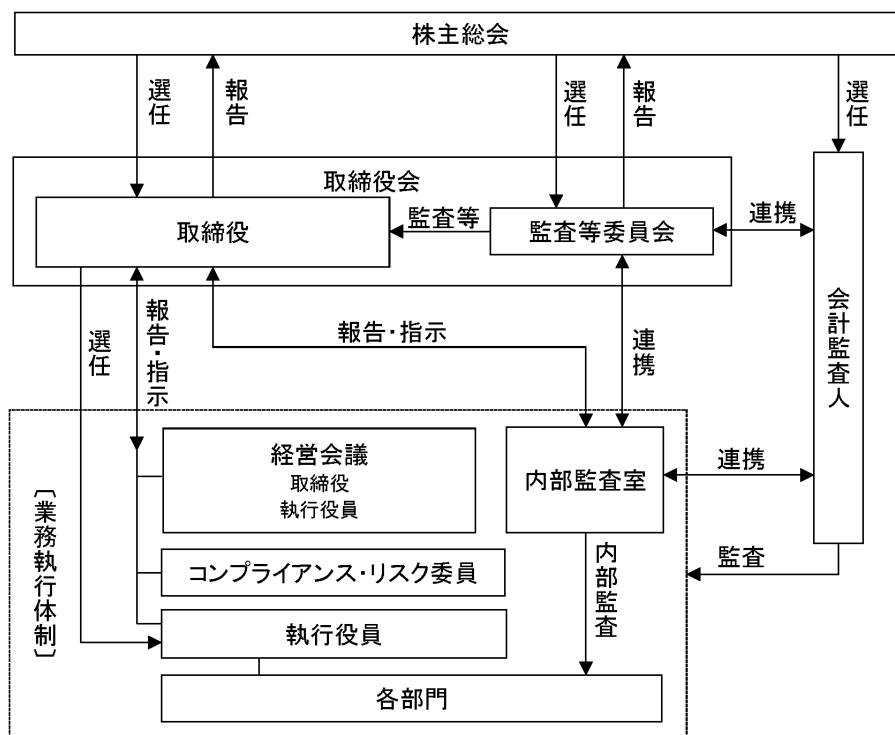 株主総会
選任
報告
選任
報告
選任
取締役会
取締役
監査等
監査等委員会
連携
会計監査人
選任
報告・指示
報告・指示
連携
経営会議
取締役
執行役員
内部監査室
連携
〔業務執行体制〕
コンプライアンス・リスク委員
内部監査
監査
執行役員
各部門